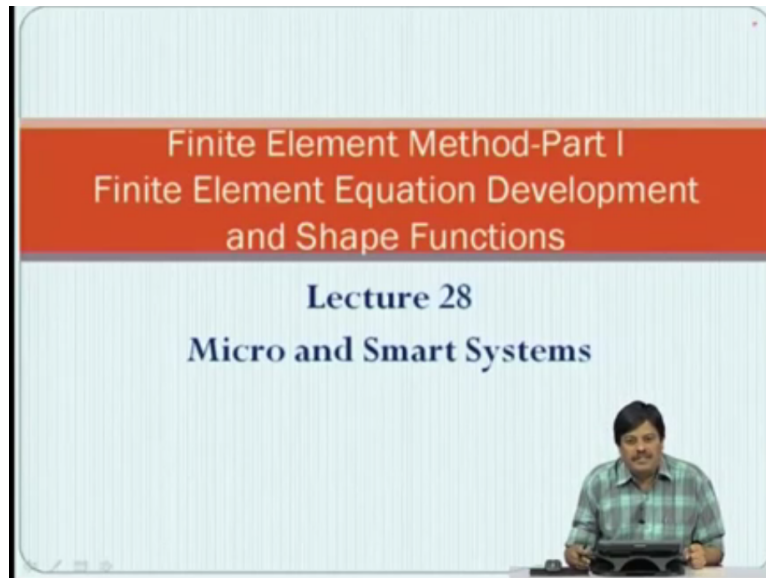 Finite Element Method-Part I
Finite Element Equation Development
and Shape Functions
Lecture 28
Micro and Smart Systems